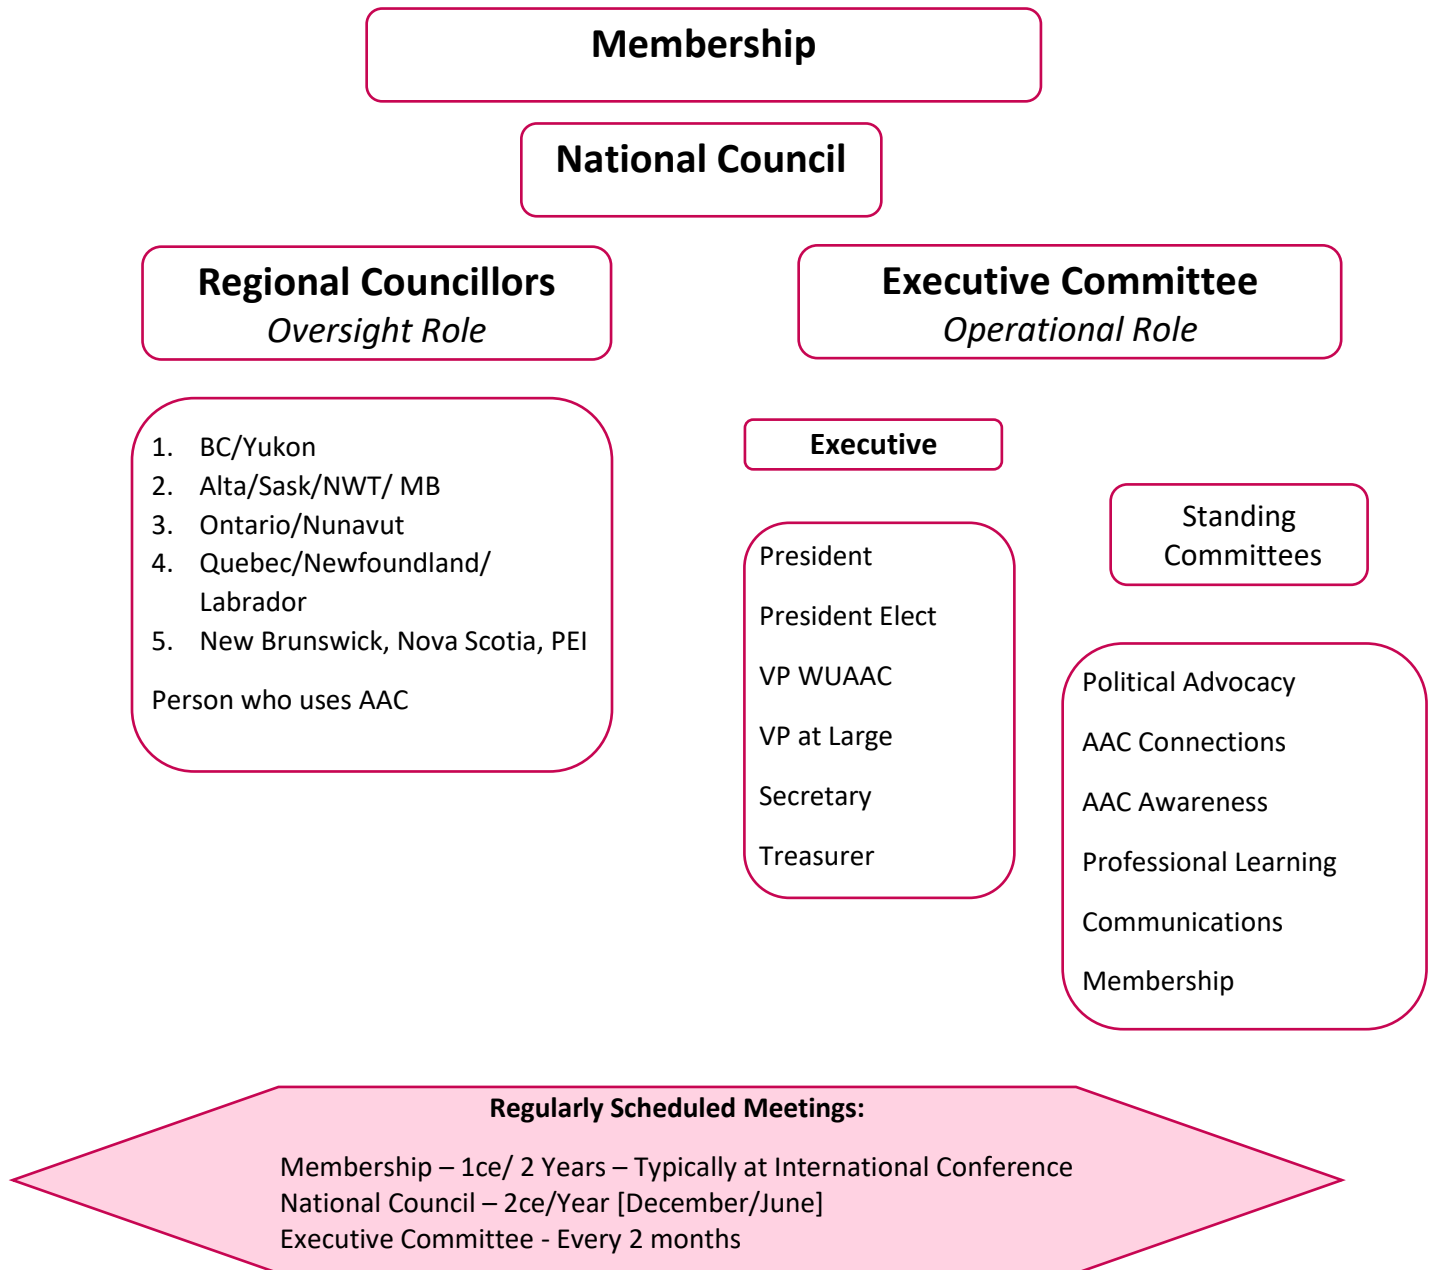 Membership
National Council
Regional Councillors
Oversight Role
Executive Committee
Operational Role
1. BC/Yukon
2. Alta/Sask/NWT/ MB
3. Ontario/Nunavut
4. Quebec/Newfoundland/
Labrador
5. New Brunswick, Nova Scotia, PEI
Person who uses AAC
Executive
President
President Elect
VP WUAAC
VP at Large
Secretary
Treasurer
Standing
Committees
Political Advocacy
AAC Connections
AAC Awareness
Professional Learning
Communications
Membership
Regularly Scheduled Meetings:
Membership – 1ce/ 2 Years – Typically at International Conference
National Council – 2ce/Year [December/June]
Executive Committee - Every 2 months